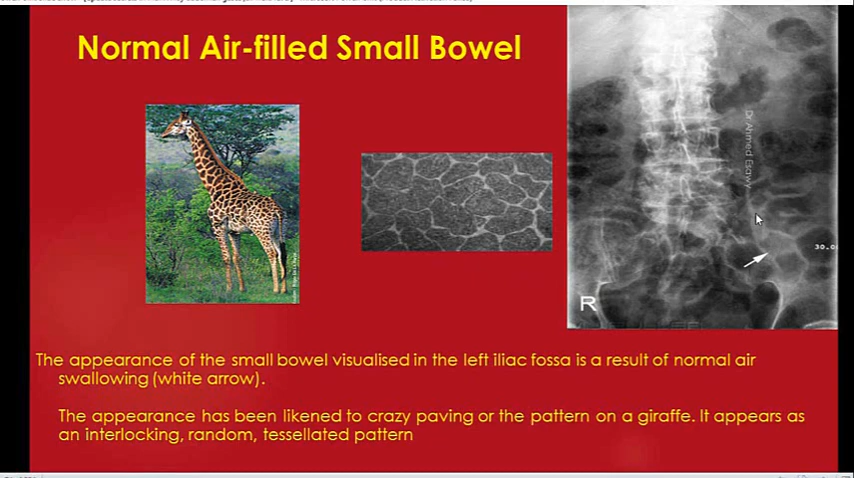 Normal Air-filled Small Bowel
Dr Ahmed Esawy
30.0
R
The appearance of the small bowel visualised in the left iliac fossa is a result of normal air
swallowing (white arrow).
The appearance has been likened to crazy paving or the pattern on a giraffe. It appears as
an interlocking, random, tessellated pattern